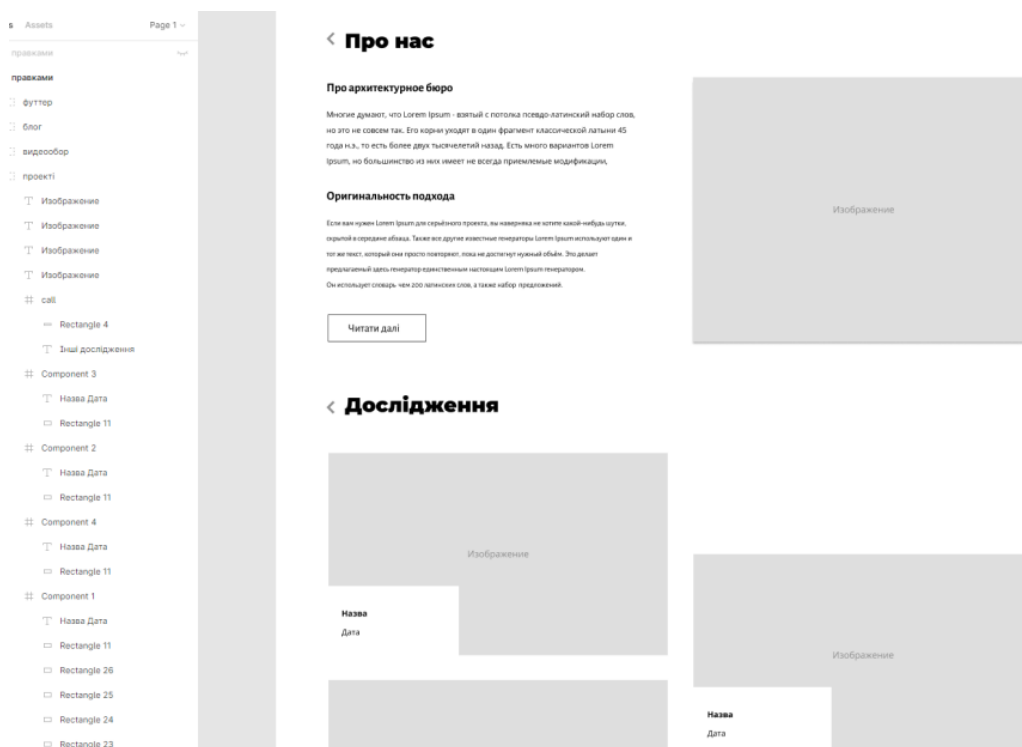 s Assets Page 1
правками
правками
футтер
блог
видеообор
проекті
Изображение
Изображение
Изображение
Изображение
call
Rectangle 4
Інші дослідження
Component 3
Назва Дата
Rectangle 11
Component 2
Назва Дата
Rectangle 11
Component 4
Назва Дата
Rectangle 11
Component 1
Назва Дата
Rectangle 11
Rectangle 26
Rectangle 25
Rectangle 24
Rectangle 23
Про нас
Про архитектурное бюро
Многие думают, что Lorem Ipsum - взятый с потолка псевдо-латинский набор слов,
но это не совсем так. Его корни уходят в один фрагмент классической латыни 45
года н.э., то есть более двух тысячелетий назад. Есть много вариантов Lorem
Ipsum, но большинство из них имеет не всегда приемлемые модификации,
Оригинальность подхода
Если вам нужен Lorem Ipsum для серьёзного проекта, вы наверняка не хотите какой-нибудь шутки,
скрытой в середине абзаца. Также все другие известные генераторы Lorem Ipsum используют один и
тот же текст, который они просто повторяют, пока не достигнут нужный объём. Это делает
предлагаемый здесь генератор единственным настоящим Lorem Ipsum генератором.
Он использует словарь чем 200 латинских слов, а также набор предложений.
Читати далі
Изображение
Дослідження
Изображение
Назва
Дата
Изображение
Назва
Дата